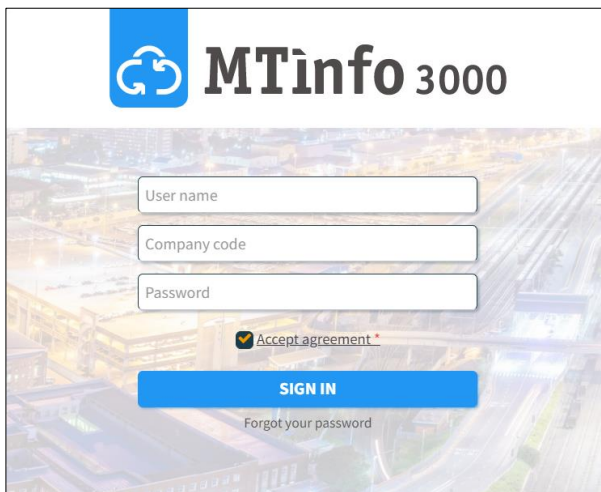 MTinfo 3000
User name
Company code
Password
Accept agreement *
SIGN IN
Forgot your password